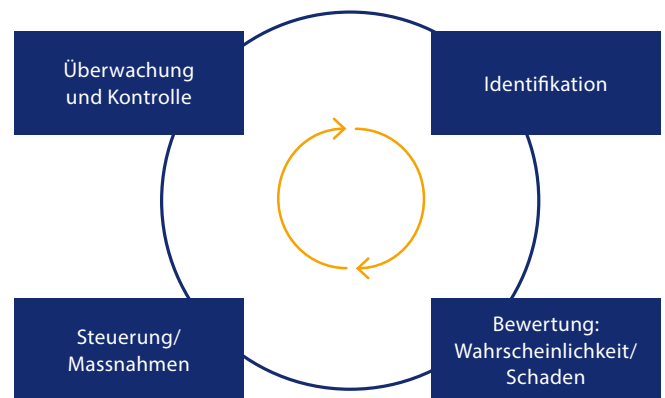 Überwachung
und Kontrolle
Identifikation
Steuerung/
Massnahmen
Bewertung:
Wahrscheinlichkeit/
Schaden